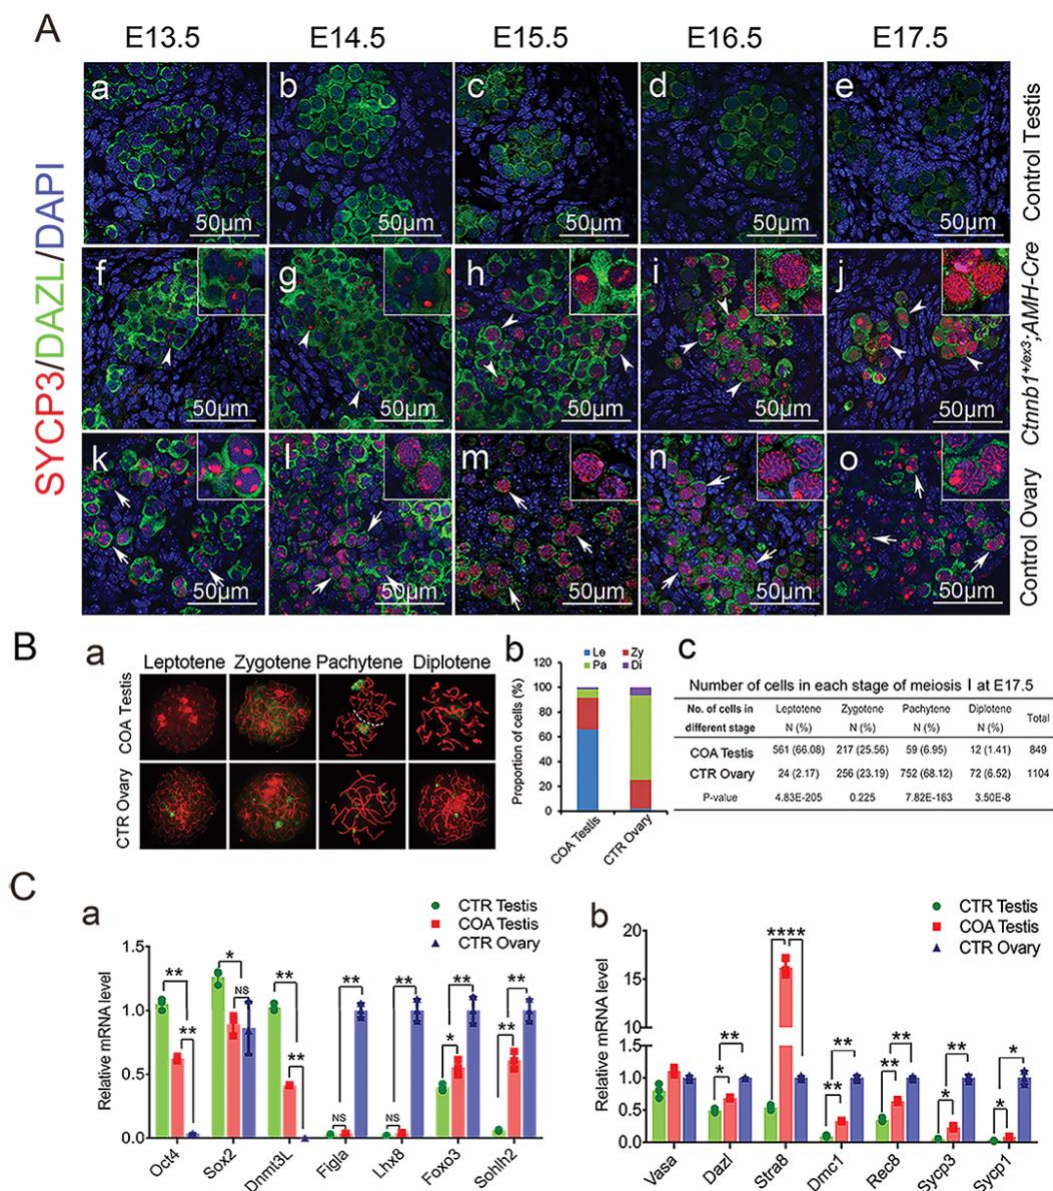 A
E13.5 E14.5 E15.5 E16.5 E17.5
SYCP3/DAZL/DAPI
a b c d e
50μm 50μm 50μm 50μm 50μm
Control Testis
f g h i j
50μm 50μm 50μm 50μm 50μm
Ctnnb1+/ex3;AMH-Cre
k l m n o
50μm 50μm 50μm 50μm 50μm
Control Ovary
B
a
Leptotene Zygotene Pachytene Diplotene
COA Testis
CTR Ovary
b
Le Zy
Pa Di
Proportion of cells (%)
120
100
80
60
40
20
0
COA Testis CTR Ovary
c
Number of cells in each stage of meiosis I at E17.5
No. of cells in different stage Leptotene N (%) Zygotene N (%) Pachytene N (%) Diplotene N (%) Total
COA Testis 561 (66.08) 217 (25.56) 59 (6.95) 12 (1.41) 849
CTR Ovary 24 (2.17) 256 (23.19) 752 (68.12) 72 (6.52) 1104
P-value 4.83E-205 0.225 7.82E-163 3.50E-8
C
a
CTR Testis
COA Testis
CTR Ovary
Relative mRNA level
1.5
1.0
0.5
0.0
** ** * NS ** ** NS ** NS ** * ** ** **
Oct4 Sox2 Dnmt3L Figla Lhx8 Foxo3 Sohlh2
b
CTR Testis
COA Testis
CTR Ovary
Relative mRNA level
20
15
10
1.5
1.0
0.5
0.0
**** * ** ** ** ** ** * ** * *
Vasa Dazl Stra8 Dmc1 Rec8 Sycp3 Sycp1